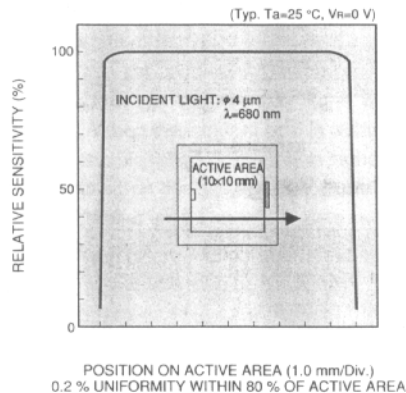 (Typ. Ta=25 °C, VR=0 V)
100
INCIDENT LIGHT: φ 4 µm
λ=680 nm
ACTIVE AREA
(10×10 mm)
50
0
RELATIVE SENSITIVITY (%)
POSITION ON ACTIVE AREA (1.0 mm/Div.)
0.2 % UNIFORMITY WITHIN 80 % OF ACTIVE AREA